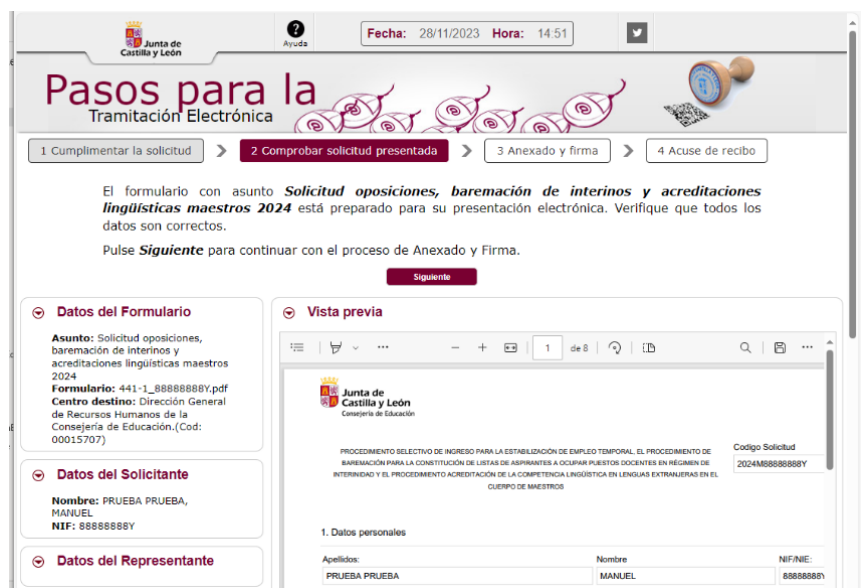 Junta de
Castilla y León
Ayuda
Fecha: 28/11/2023 Hora: 14:51
Pasos para la
Tramitación Electrónica
1 Cumplimentar la solicitud
2 Comprobar solicitud presentada
3 Anexado y firma
4 Acuse de recibo
El formulario con asunto Solicitud oposiciones, baremación de interinos y acreditaciones
lingüísticas maestros 2024 está preparado para su presentación electrónica. Verifique que todos los
datos son correctos.
Pulse Siguiente para continuar con el proceso de Anexado y Firma.
Siguiente
Datos del Formulario
Asunto: Solicitud oposiciones,
baremación de interinos y
acreditaciones lingüísticas maestros
2024
Formulario: 441-1_88888888Y.pdf
Centro destino: Dirección General
de Recursos Humanos de la
Consejería de Educación.(Cod:
00015707)
Datos del Solicitante
Nombre: PRUEBA PRUEBA,
MANUEL
NIF: 88888888Y
Datos del Representante
Vista previa
1 de 8
Junta de
Castilla y León
Consejería de Educación
PROCEDIMIENTO SELECTIVO DE INGRESO PARA LA ESTABILIZACIÓN DE EMPLEO TEMPORAL, EL PROCEDIMIENTO DE
BAREMACIÓN PARA LA CONSTITUCIÓN DE LISTAS DE ASPIRANTES A OCUPAR PUESTOS DOCENTES EN RÉGIMEN DE
INTERINIDAD Y EL PROCEDIMIENTO ACREDITACIÓN DE LA COMPETENCIA LINGÜÍSTICA EN LENGUAS EXTRANJERAS EN EL
CUERPO DE MAESTROS
Codigo Solicitud
2024M88888888Y
1. Datos personales
Apellidos: Nombre NIF/NIE:
PRUEBA PRUEBA MANUEL 88888888Y